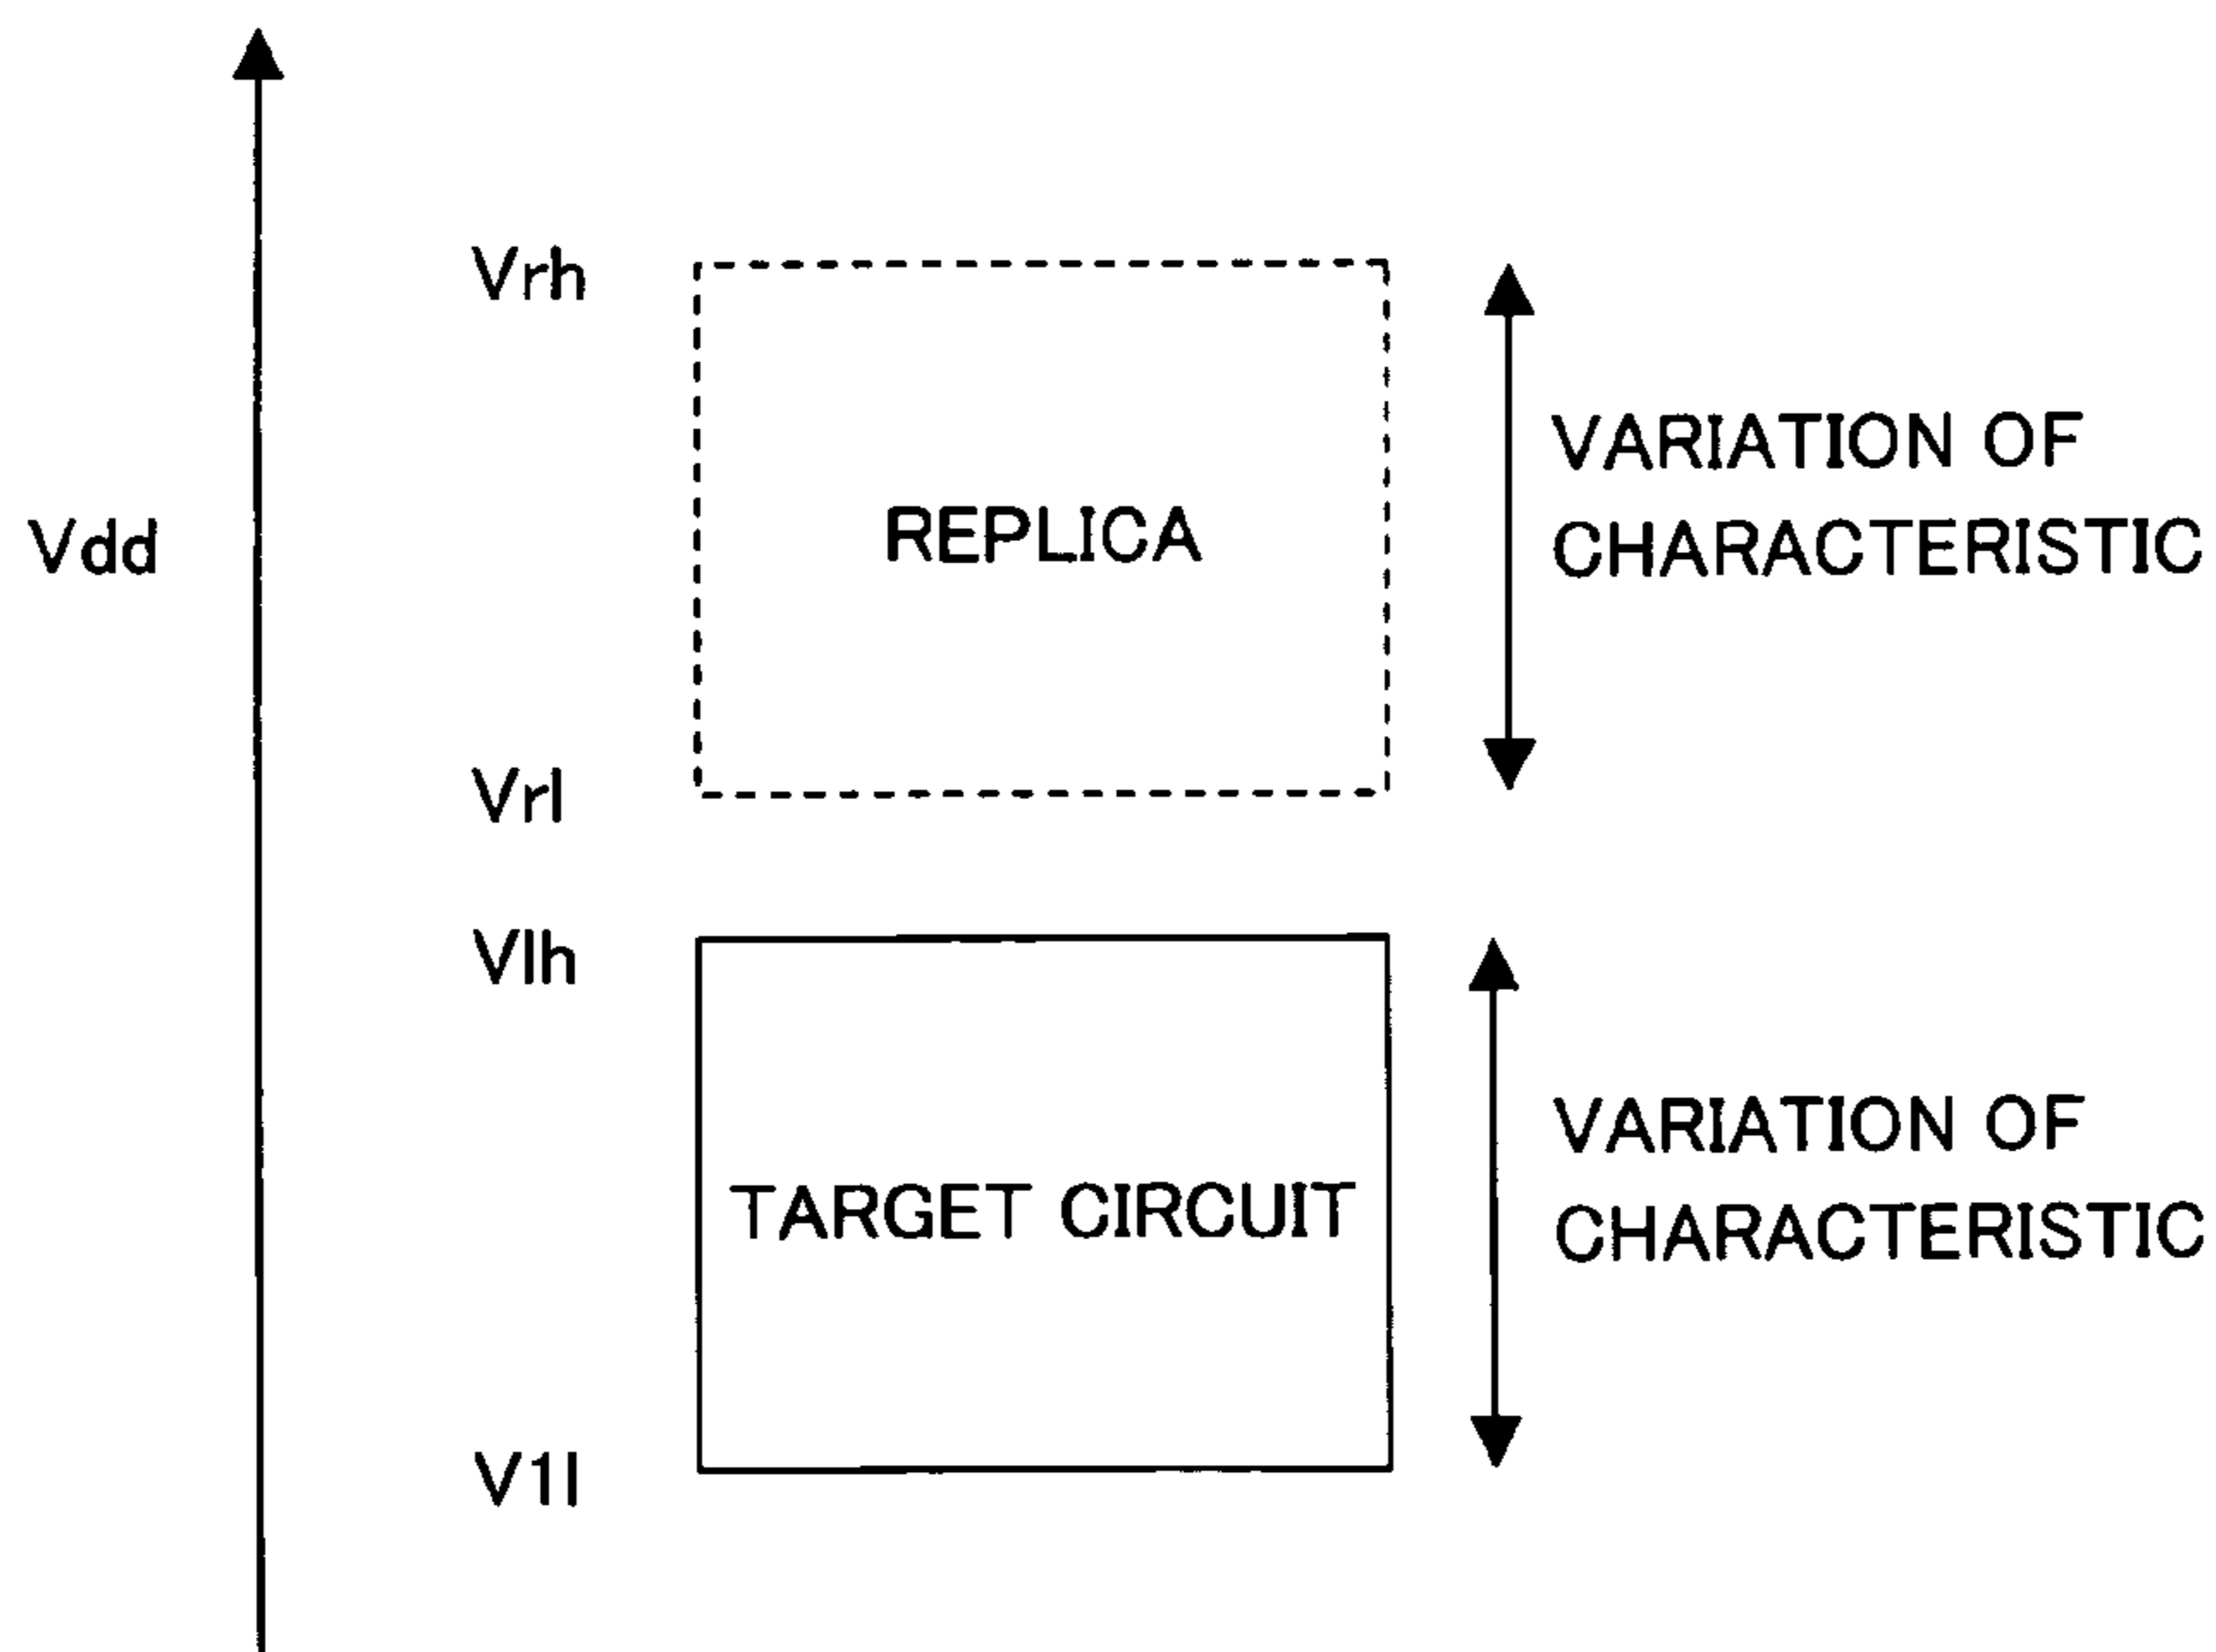 Vrh
VARIATION OF
REPLICA
Vdd
CHARACTERISTIC
Vrl
Vlh
VARIATION OF
TARGET CIRCUIT
CHARACTERISTIC
V1l